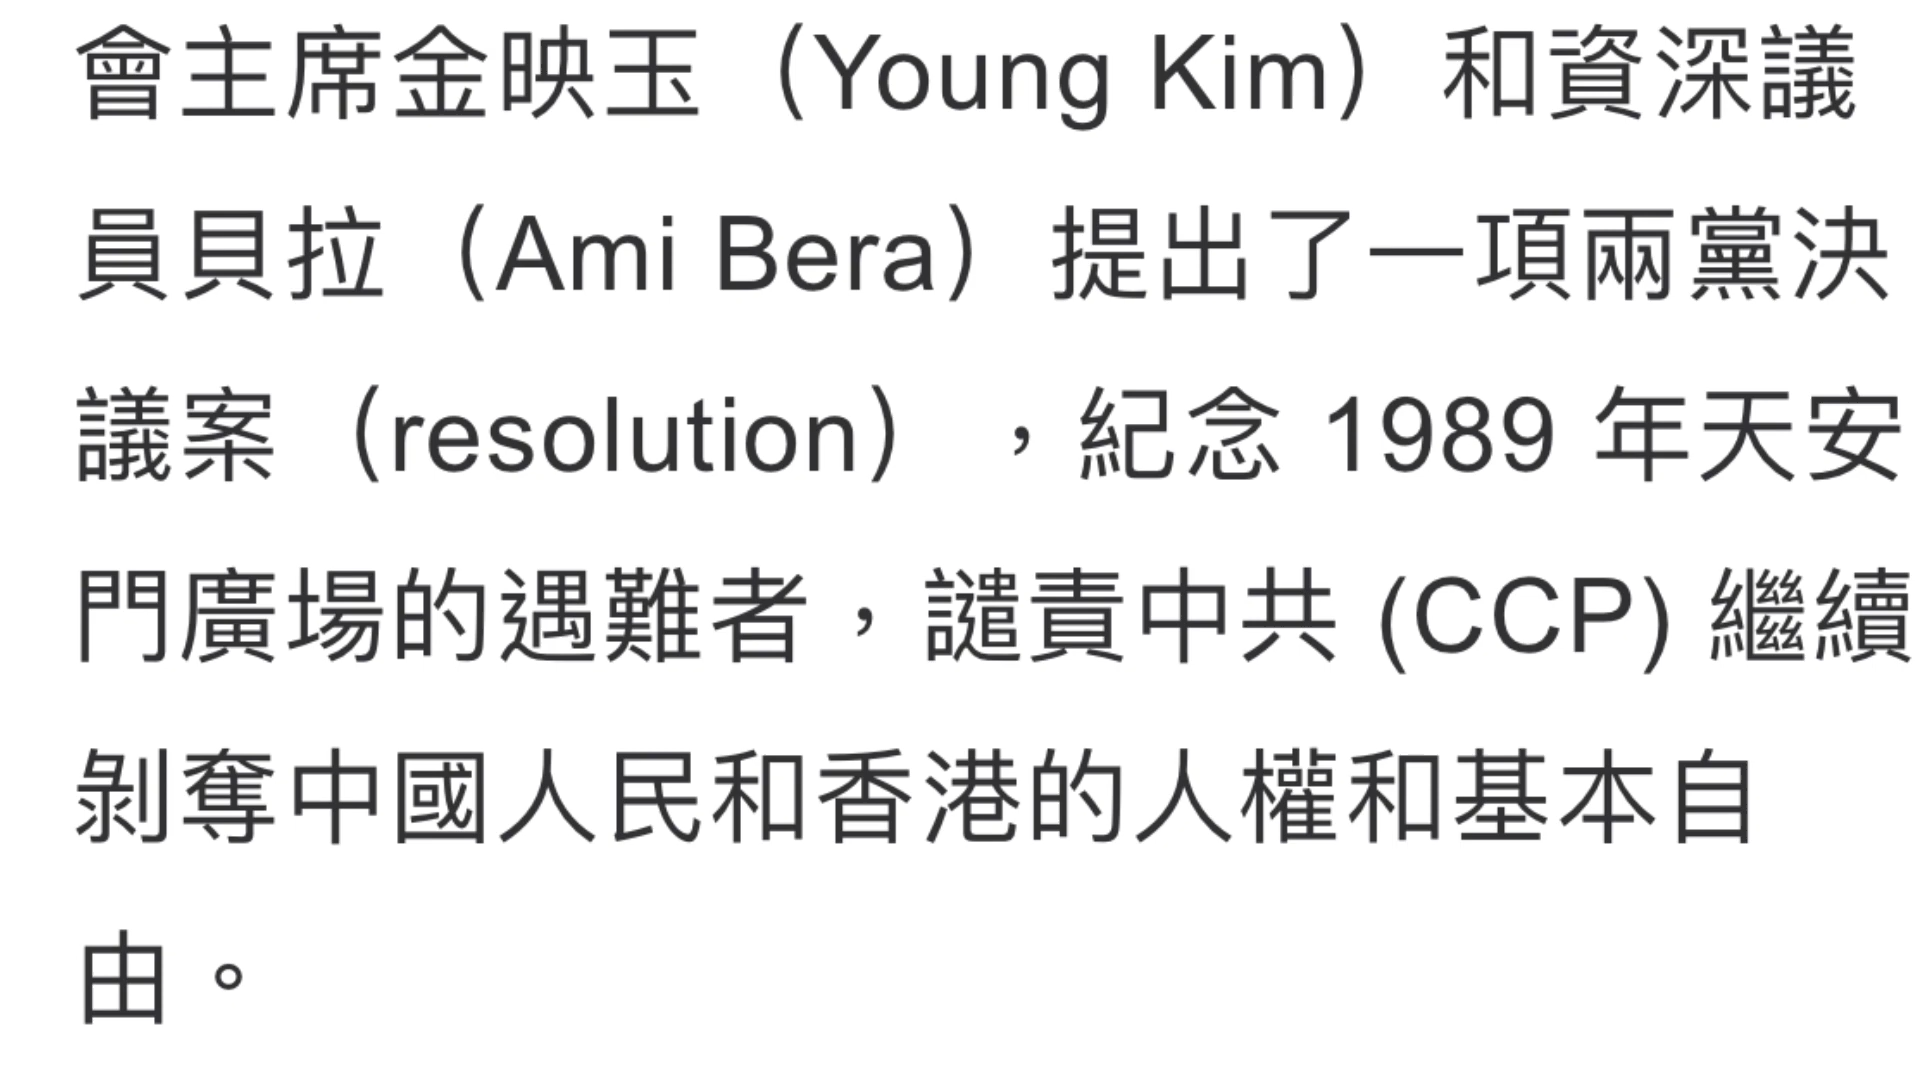 會主席金映玉（Young Kim）和資深議
員貝拉（Ami Bera）提出了一項兩黨決
議案（resolution），紀念 1989 年天安
門廣場的遇難者，譴責中共 (CCP) 繼續
剝奪中國人民和香港的人權和基本自
由。